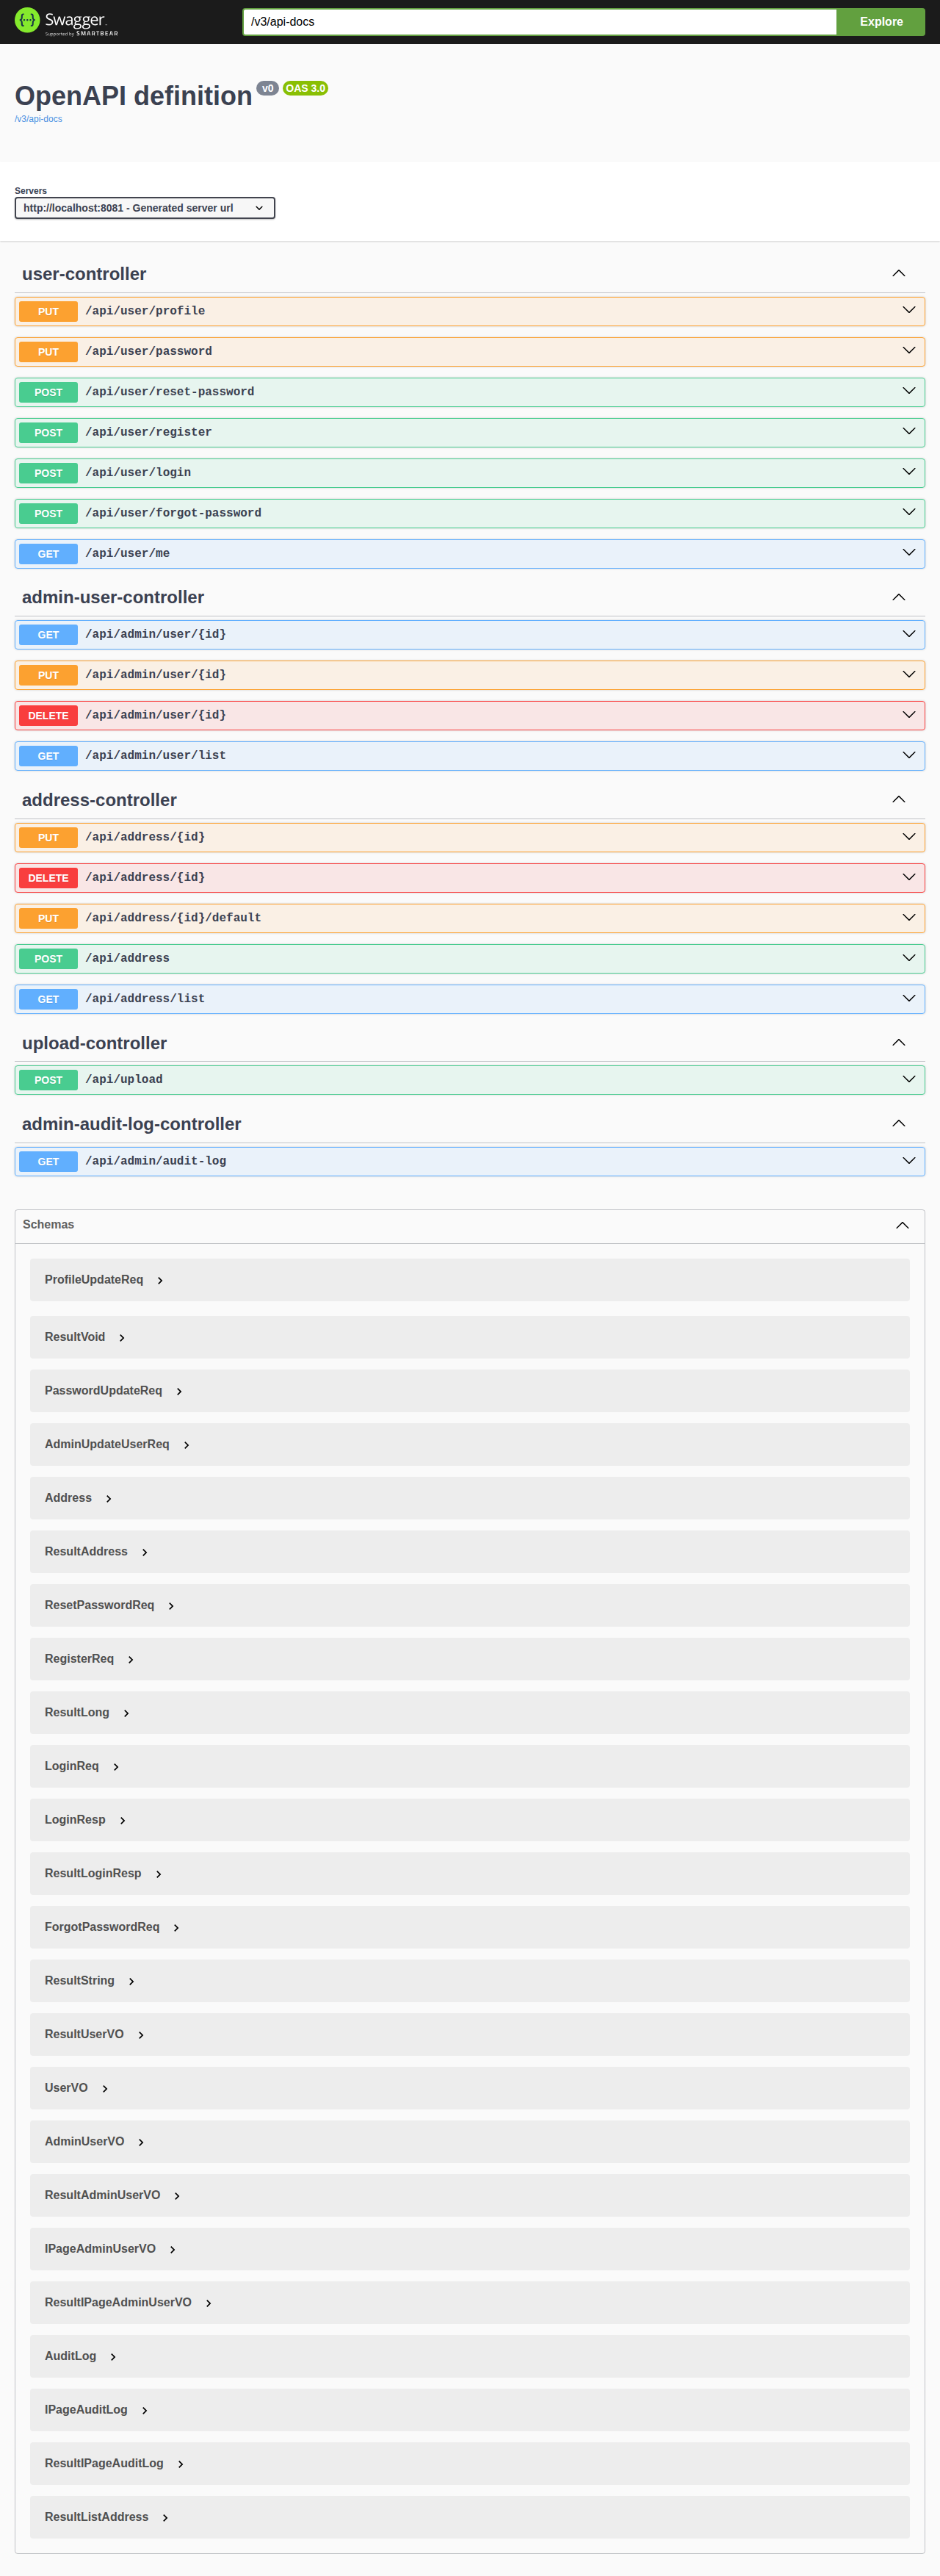 Swagger.
Supported by SMARTBEAR
/v3/api-docs
Explore
OpenAPI definition v0 OAS 3.0
/v3/api-docs
Servers
http://localhost:8081 - Generated server url
user-controller
PUT /api/user/profile
PUT /api/user/password
POST /api/user/reset-password
POST /api/user/register
POST /api/user/login
POST /api/user/forgot-password
GET /api/user/me
admin-user-controller
GET /api/admin/user/{id}
PUT /api/admin/user/{id}
DELETE /api/admin/user/{id}
GET /api/admin/user/list
address-controller
PUT /api/address/{id}
DELETE /api/address/{id}
PUT /api/address/{id}/default
POST /api/address
GET /api/address/list
upload-controller
POST /api/upload
admin-audit-log-controller
GET /api/admin/audit-log
Schemas
ProfileUpdateReq
ResultVoid
PasswordUpdateReq
AdminUpdateUserReq
Address
ResultAddress
ResetPasswordReq
RegisterReq
ResultLong
LoginReq
LoginResp
ResultLoginResp
ForgotPasswordReq
ResultString
ResultUserVO
UserVO
AdminUserVO
ResultAdminUserVO
IPageAdminUserVO
ResultIPageAdminUserVO
AuditLog
IPageAuditLog
ResultIPageAuditLog
ResultListAddress